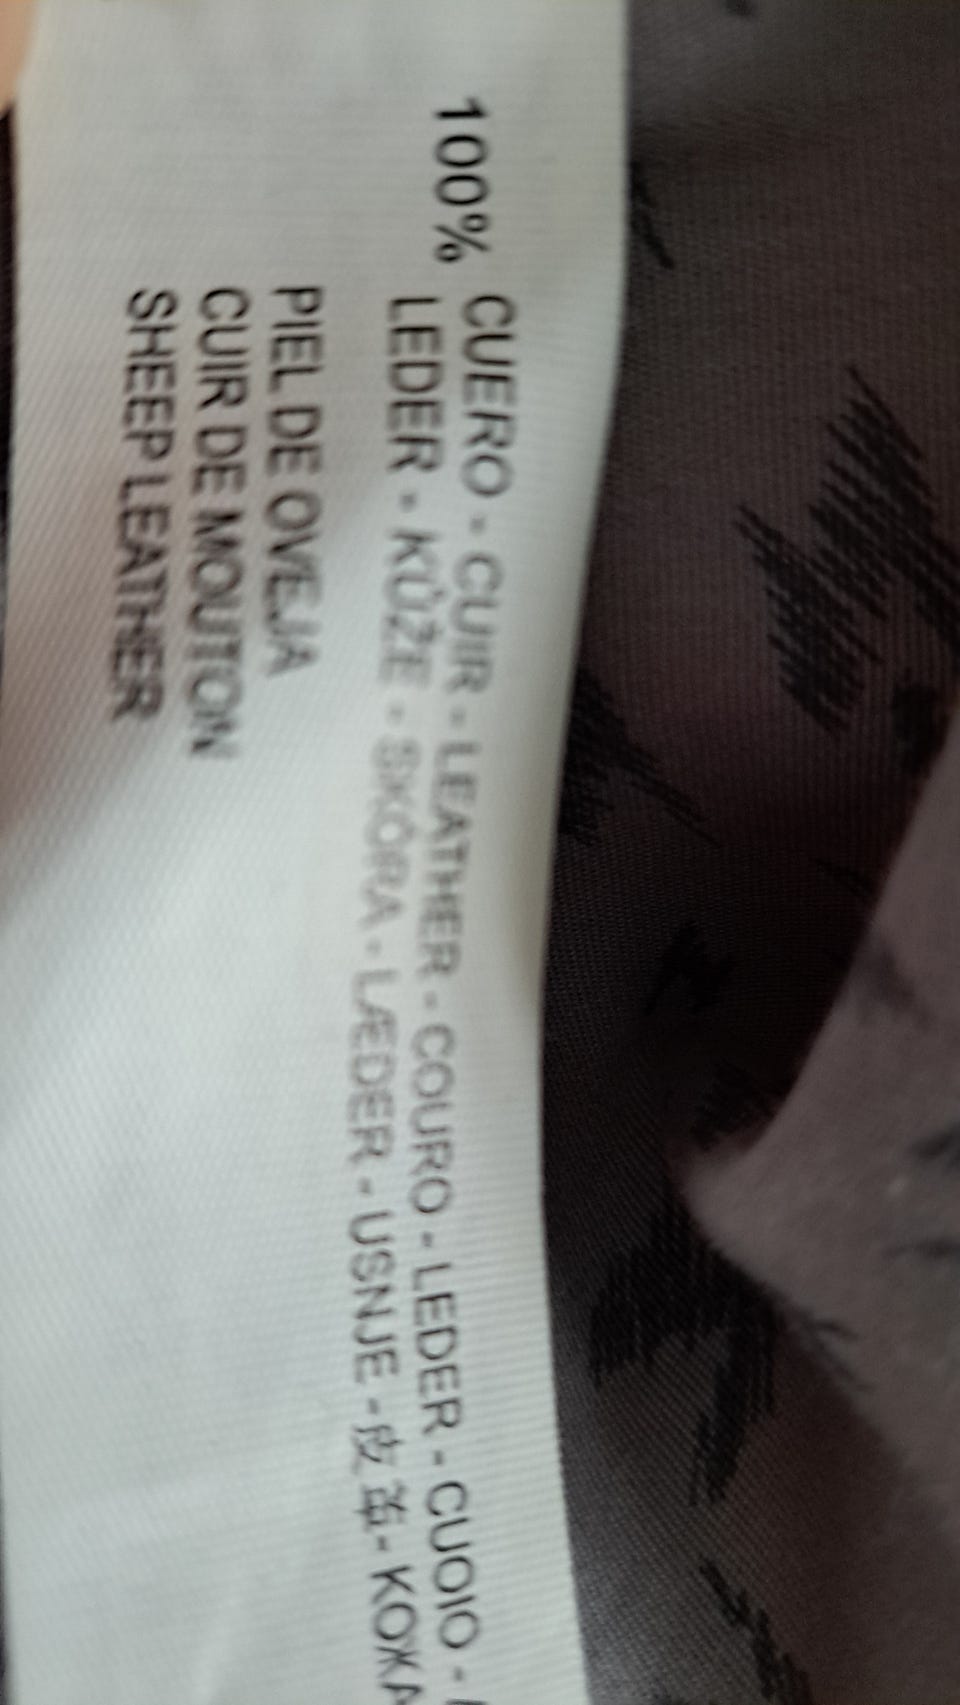 100% CUERO - CUIR - LEATHER - COURO - LEDER - CUOIO -
LEDER - KŮŽE - SKÓRA - LÆDER - USNJE - 皮革 - КОЖА
PIEL DE OVEJA
CUIR DE MOUTON
SHEEP LEATHER